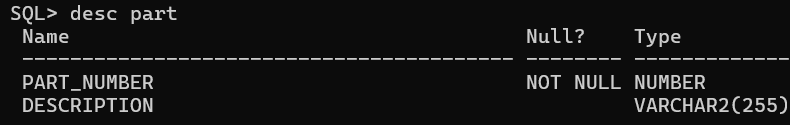 SQL> desc part
 Name                                      Null?    Type
 ----------------------------------------- -------- -------------
 PART_NUMBER                               NOT NULL NUMBER
 DESCRIPTION                                        VARCHAR2(255)